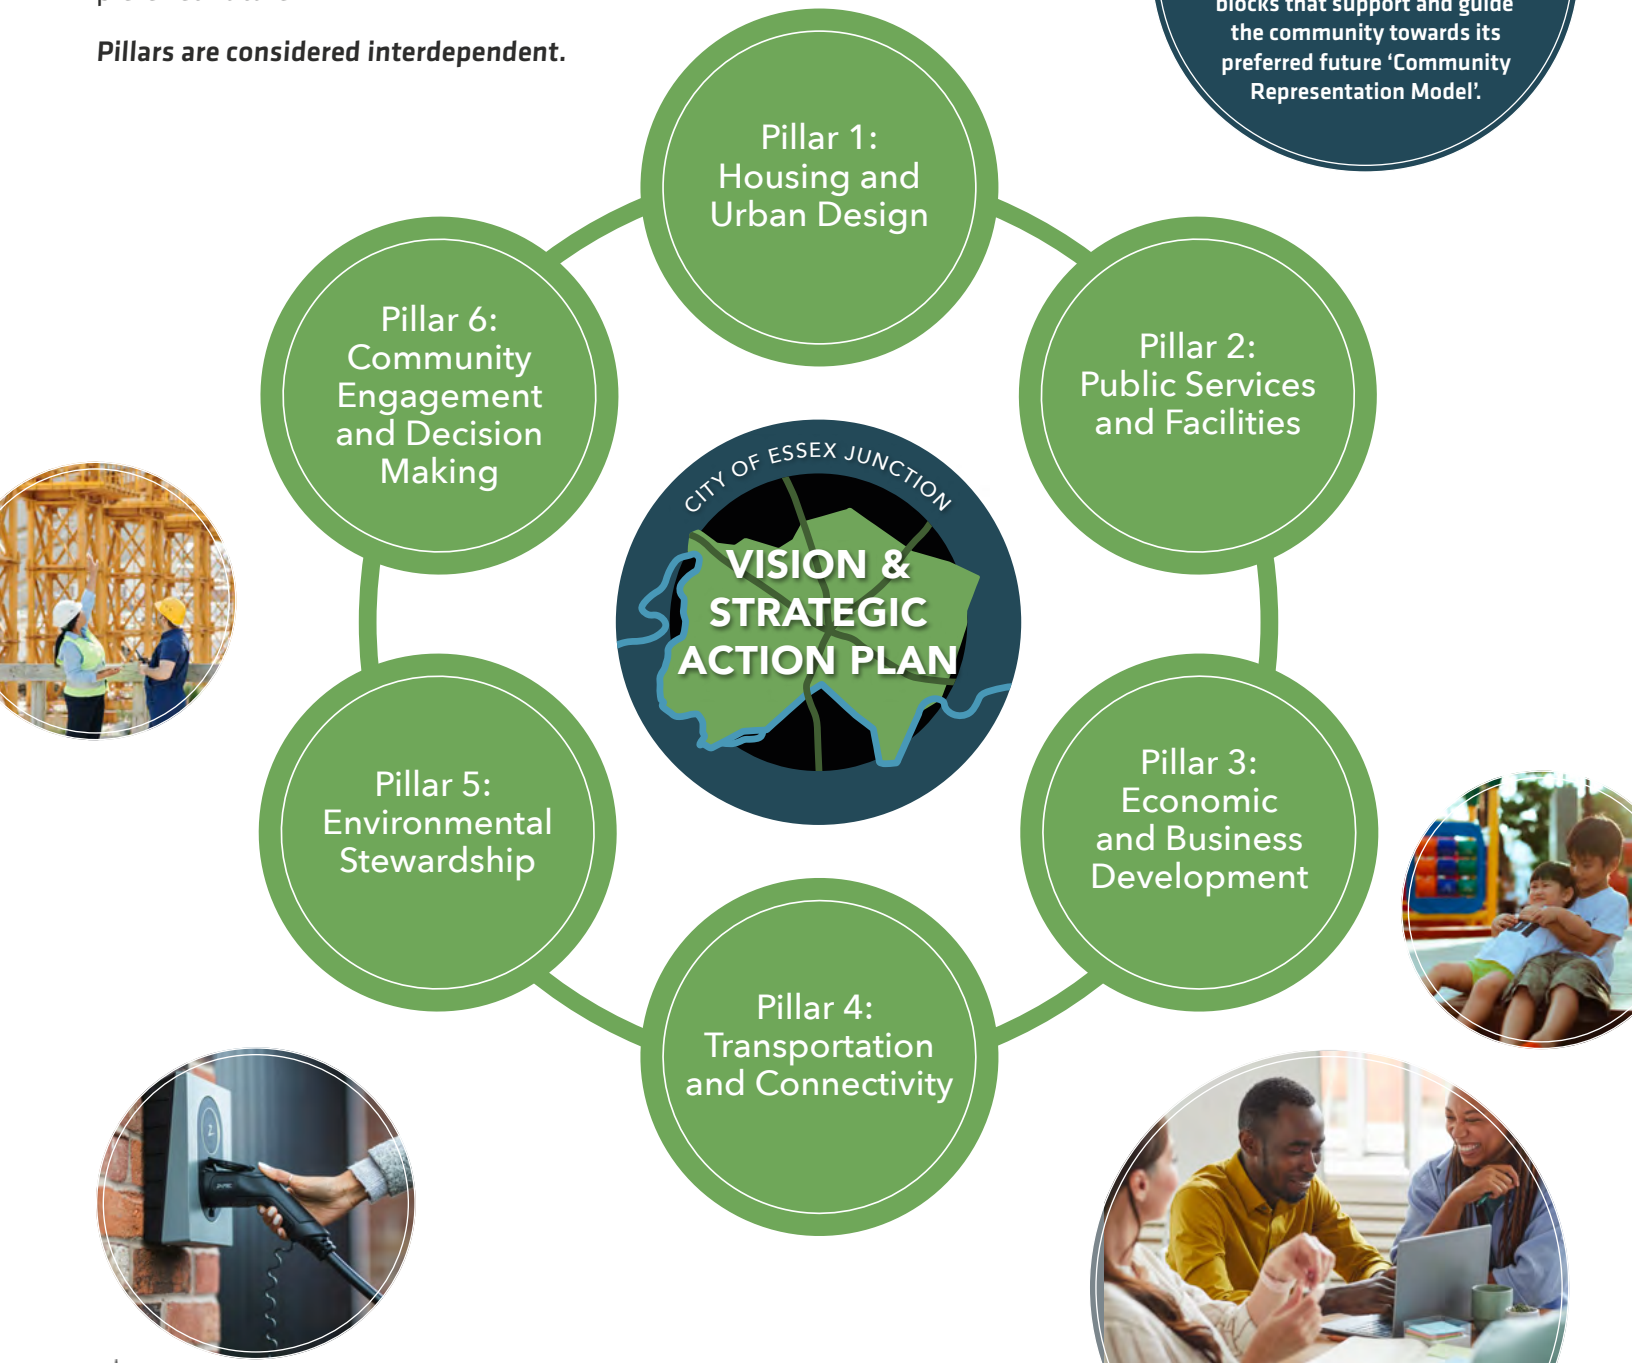 Pillars are considered interdependent.
blocks that support and guide
the community towards its
preferred future ‘Community
Representation Model’.
Pillar 1:
Housing and
Urban Design
Pillar 2:
Public Services
and Facilities
Pillar 3:
Economic
and Business
Development
Pillar 4:
Transportation
and Connectivity
Pillar 5:
Environmental
Stewardship
Pillar 6:
Community
Engagement
and Decision
Making
CITY OF ESSEX JUNCTION
VISION &
STRATEGIC
ACTION PLAN